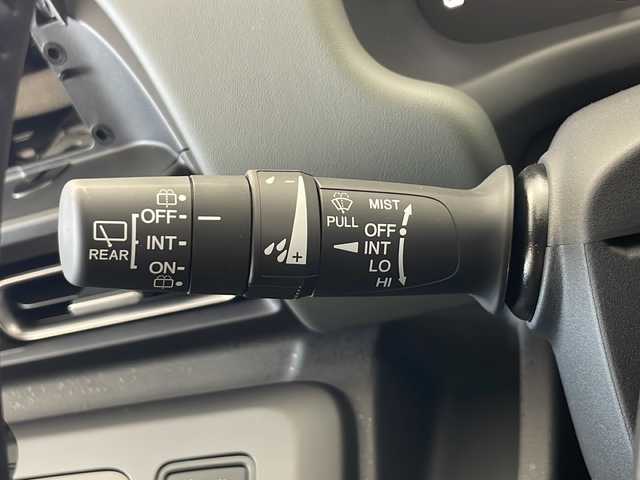 OFF
INT
REAR
ON
- 
+
MIST
PULL
OFF
INT
LO
HI